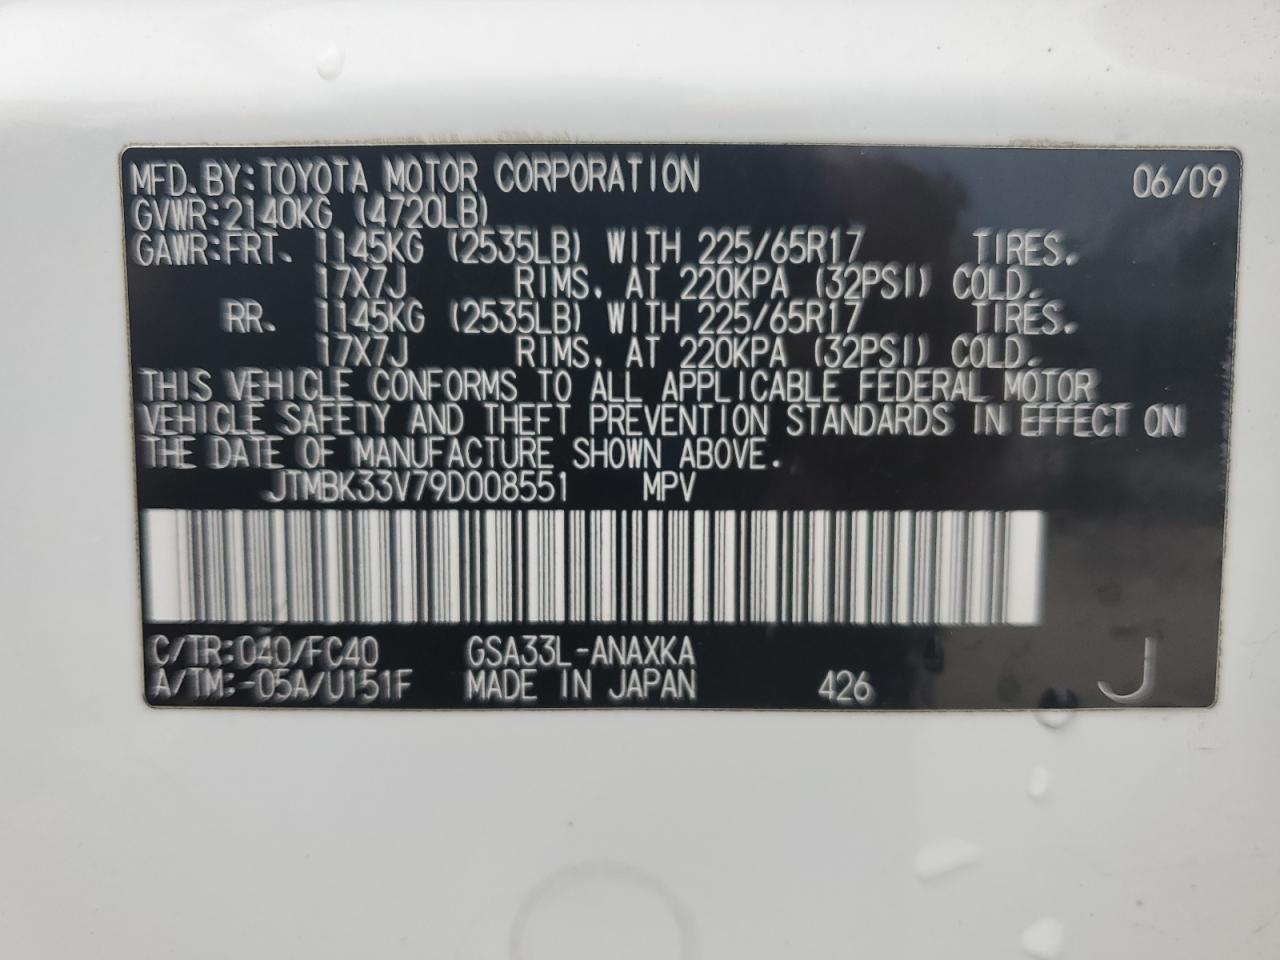 MFD. BY: TOYOTA MOTOR CORPORATION 06/09
GVWR: 2140KG (4720LB)
GAWR: FRT. 1145KG (2535LB) WITH 225/65R17 TIRES.
17X7J RIMS. AT 220KPA (32PSI) COLD.
RR. 1145KG (2535LB) WITH 225/65R17 TIRES.
17X7J RIMS. AT 220KPA (32PSI) COLD.
THIS VEHICLE CONFORMS TO ALL APPLICABLE FEDERAL MOTOR
VEHICLE SAFETY AND THEFT PREVENTION STANDARDS IN EFFECT ON
THE DATE OF MANUFACTURE SHOWN ABOVE.
JTMBK33V79D008551 MPV
C/TR: 040/FC40 GSA33L-ANAXKA
A/TM: -05A/U151F MADE IN JAPAN 426 J